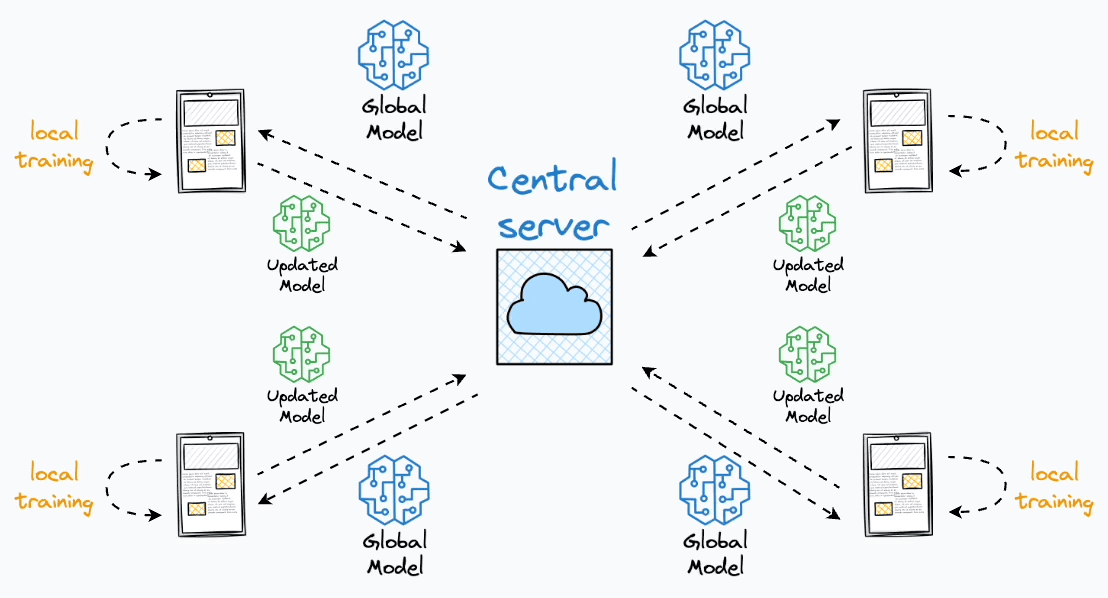 Global
Model
Global
Model
local
training
local
training
Central
server
Updated
Model
Updated
Model
Updated
Model
Updated
Model
local
training
local
training
Global
Model
Global
Model